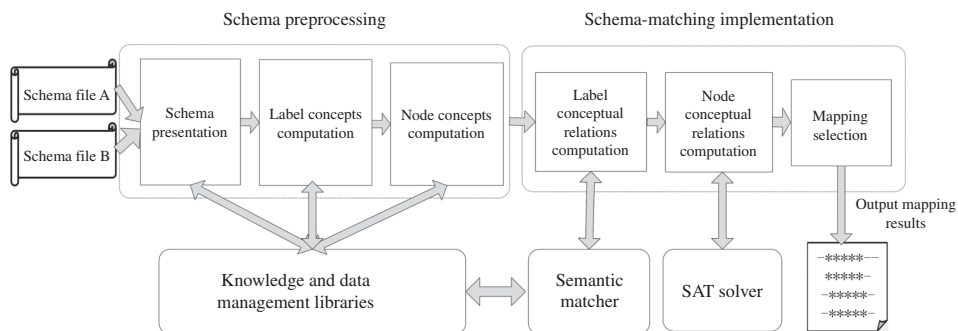 Schema preprocessing
Schema-matching implementation
Schema file A
Schema file B
Schema
presentation
Label concepts
computation
Node concepts
computation
Label
conceptual
relations
computation
Node
conceptual
relations
computation
Mapping
selection
Output mapping
results
Knowledge and data
management libraries
Semantic
matcher
SAT solver
-*****--
*****-
-*****-
-*****